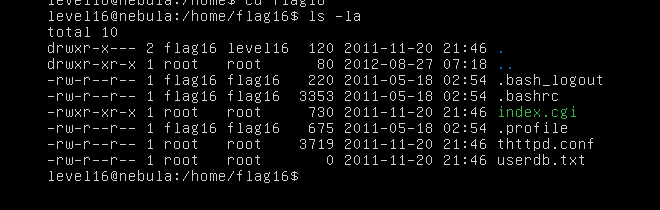 level16@nebula:/home$ cd flag16
level16@nebula:/home/flag16$ ls -la
total 10
drwxr-x--- 2 flag16 level16  120 2011-11-20 21:46 .
drwxr-xr-x 1 root   root      80 2012-08-27 07:18 ..
-rw-r--r-- 1 flag16 flag16   220 2011-05-18 02:54 .bash_logout
-rw-r--r-- 1 flag16 flag16  3353 2011-05-18 02:54 .bashrc
-rwxr-xr-x 1 root   root     730 2011-11-20 21:46 index.cgi
-rw-r--r-- 1 flag16 flag16   675 2011-05-18 02:54 .profile
-rw-r--r-- 1 root   root    3719 2011-11-20 21:46 thttpd.conf
-rw-r--r-- 1 root   root       0 2011-11-20 21:46 userdb.txt
level16@nebula:/home/flag16$